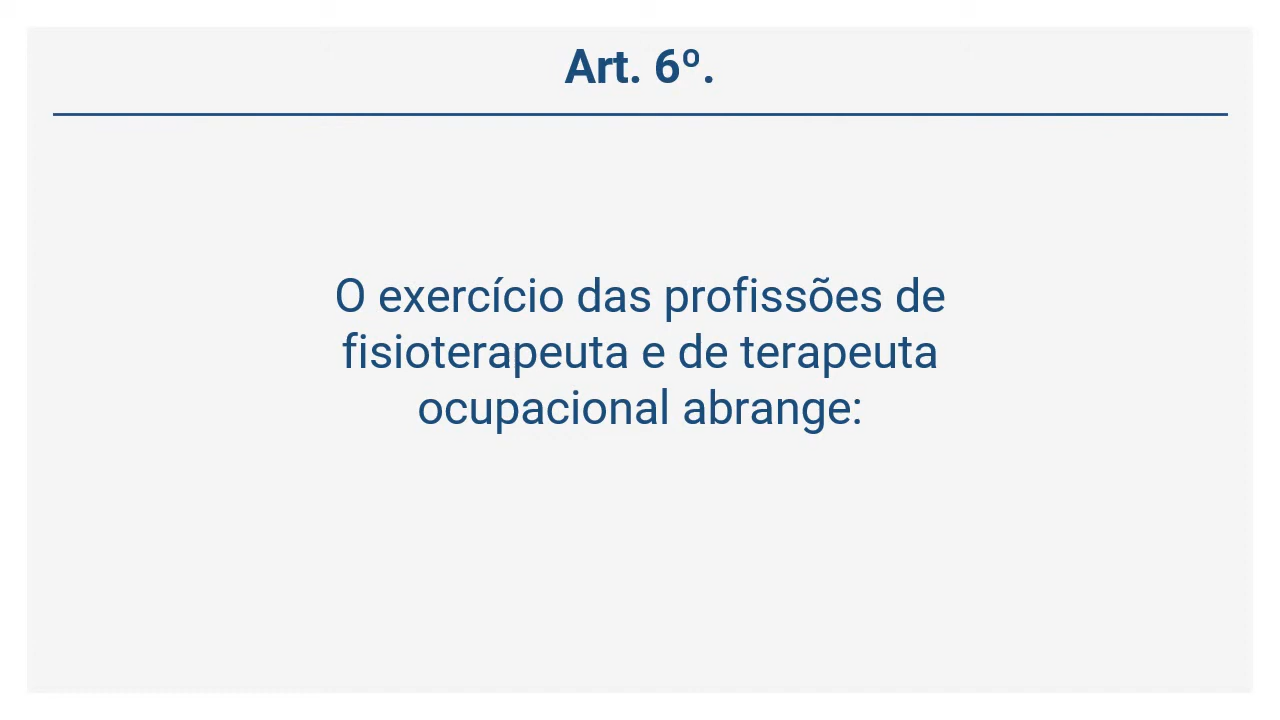 Art. 6º.
O exercício das profissões de
fisioterapeuta e de terapeuta
ocupacional abrange: